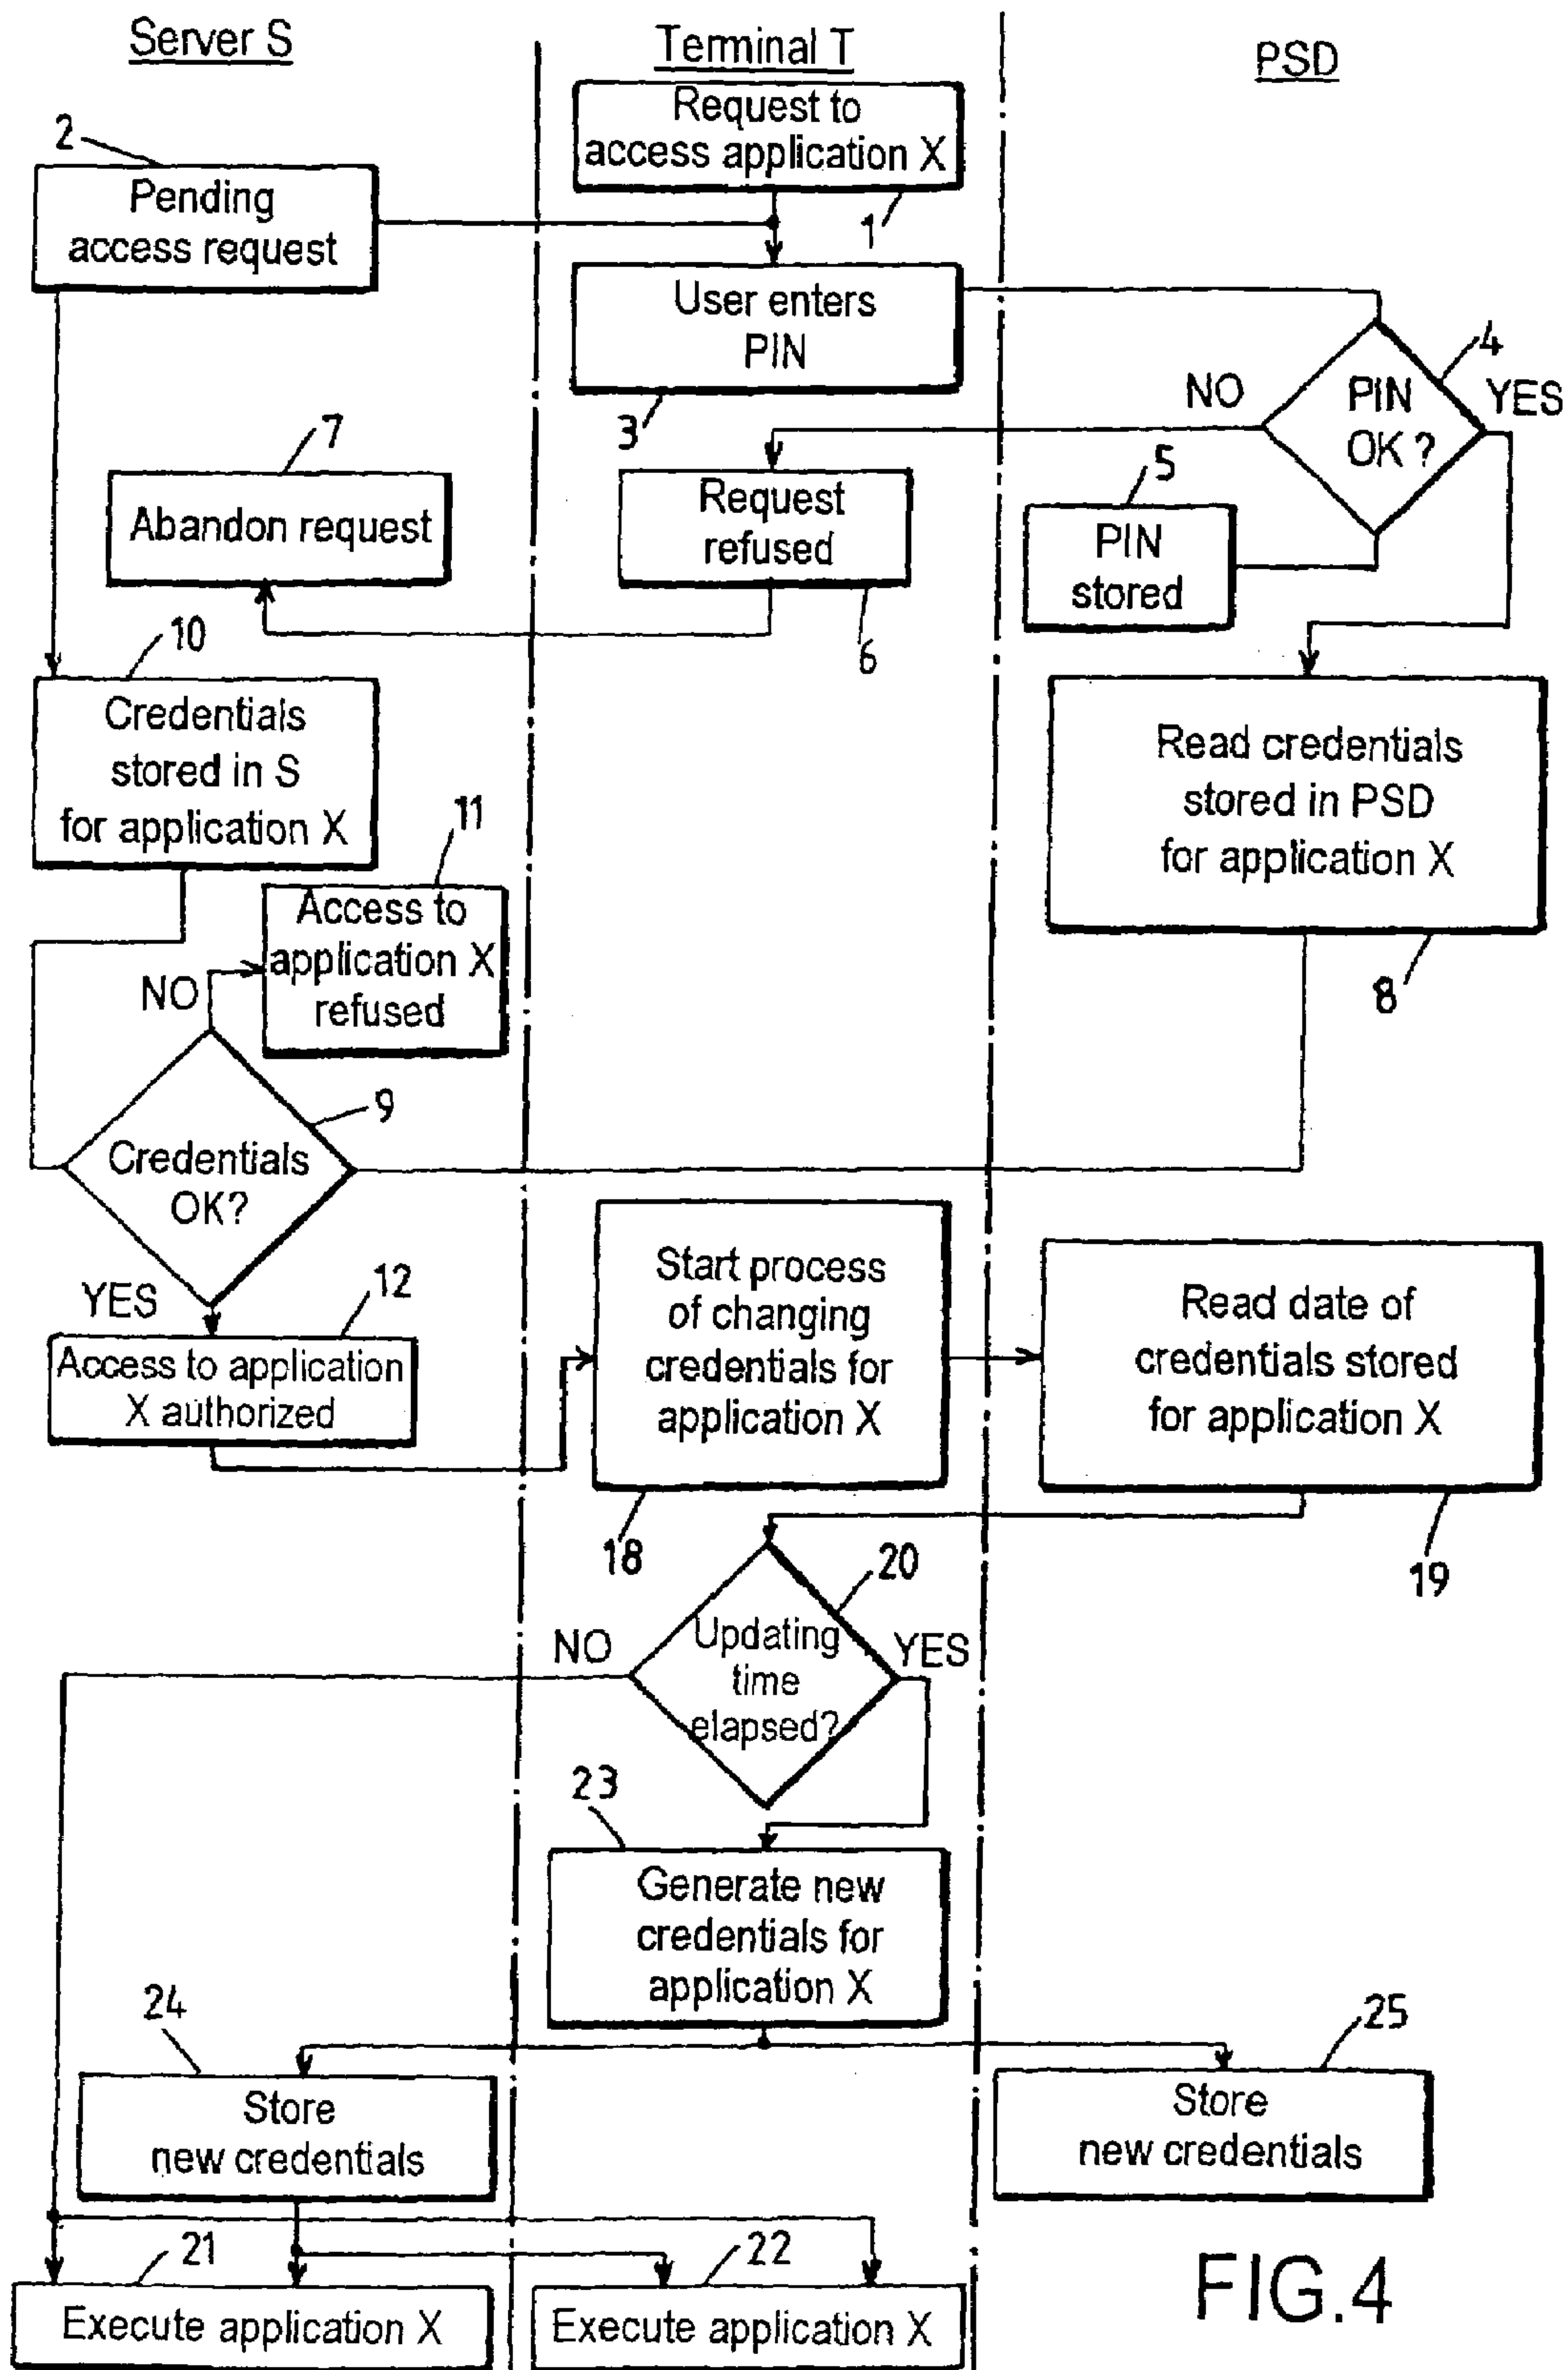 Server S
Terminal T
PSD
Request to
access application X
1
2
Pending
access request
User enters
PIN
3
4
PIN
OK?
NO
YES
5
PIN
stored
7
Abandon request
Request
refused
6
10
Credentials
stored in S
for application X
Read credentials
stored in PSD
for application X
8
11
Access to
application X
refused
NO
9
Credentials
OK?
YES
12
Access to application
X authorized
Start process
of changing
credentials for
application X
18
Read date of
credentials stored
for application X
19
20
Updating
time
elapsed?
NO
YES
23
Generate new
credentials for
application X
24
Store
new credentials
25
Store
new credentials
21
Execute application X
22
Execute application X
FIG.4